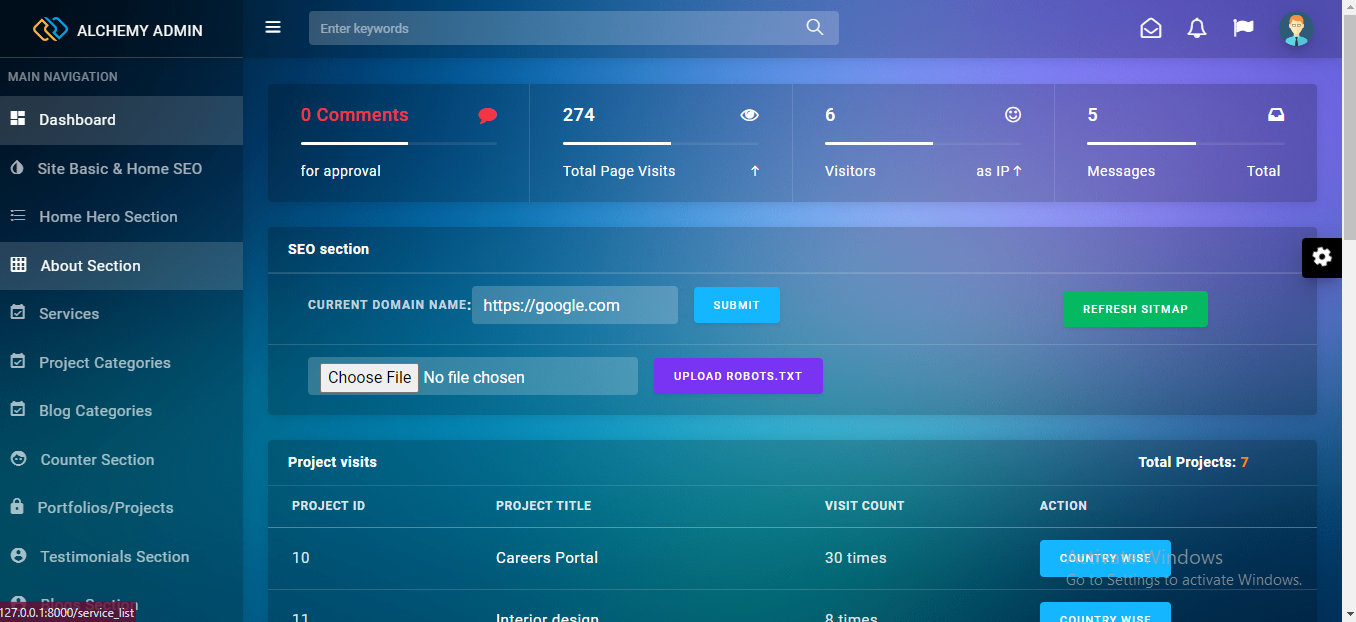 ALCHEMY ADMIN
Enter keywords
MAIN NAVIGATION
Dashboard
Site Basic & Home SEO
Home Hero Section
About Section
Services
Project Categories
Blog Categories
Counter Section
Portfolios/Projects
Testimonials Section
Blogs Section
127.0.0.1:8000/service_list
0 Comments
for approval
274
Total Page Visits ↑
6
Visitors as IP ↑
5
Messages Total
SEO section
CURRENT DOMAIN NAME: https://google.com SUBMIT REFRESH SITMAP
Choose File No file chosen UPLOAD ROBOTS.TXT
Project visits Total Projects: 7
PROJECT ID PROJECT TITLE VISIT COUNT ACTION
10 Careers Portal 30 times COUNTRY WISE
11 Interior design 8 times COUNTRY WISE
Activate Windows
Go to Settings to activate Windows.